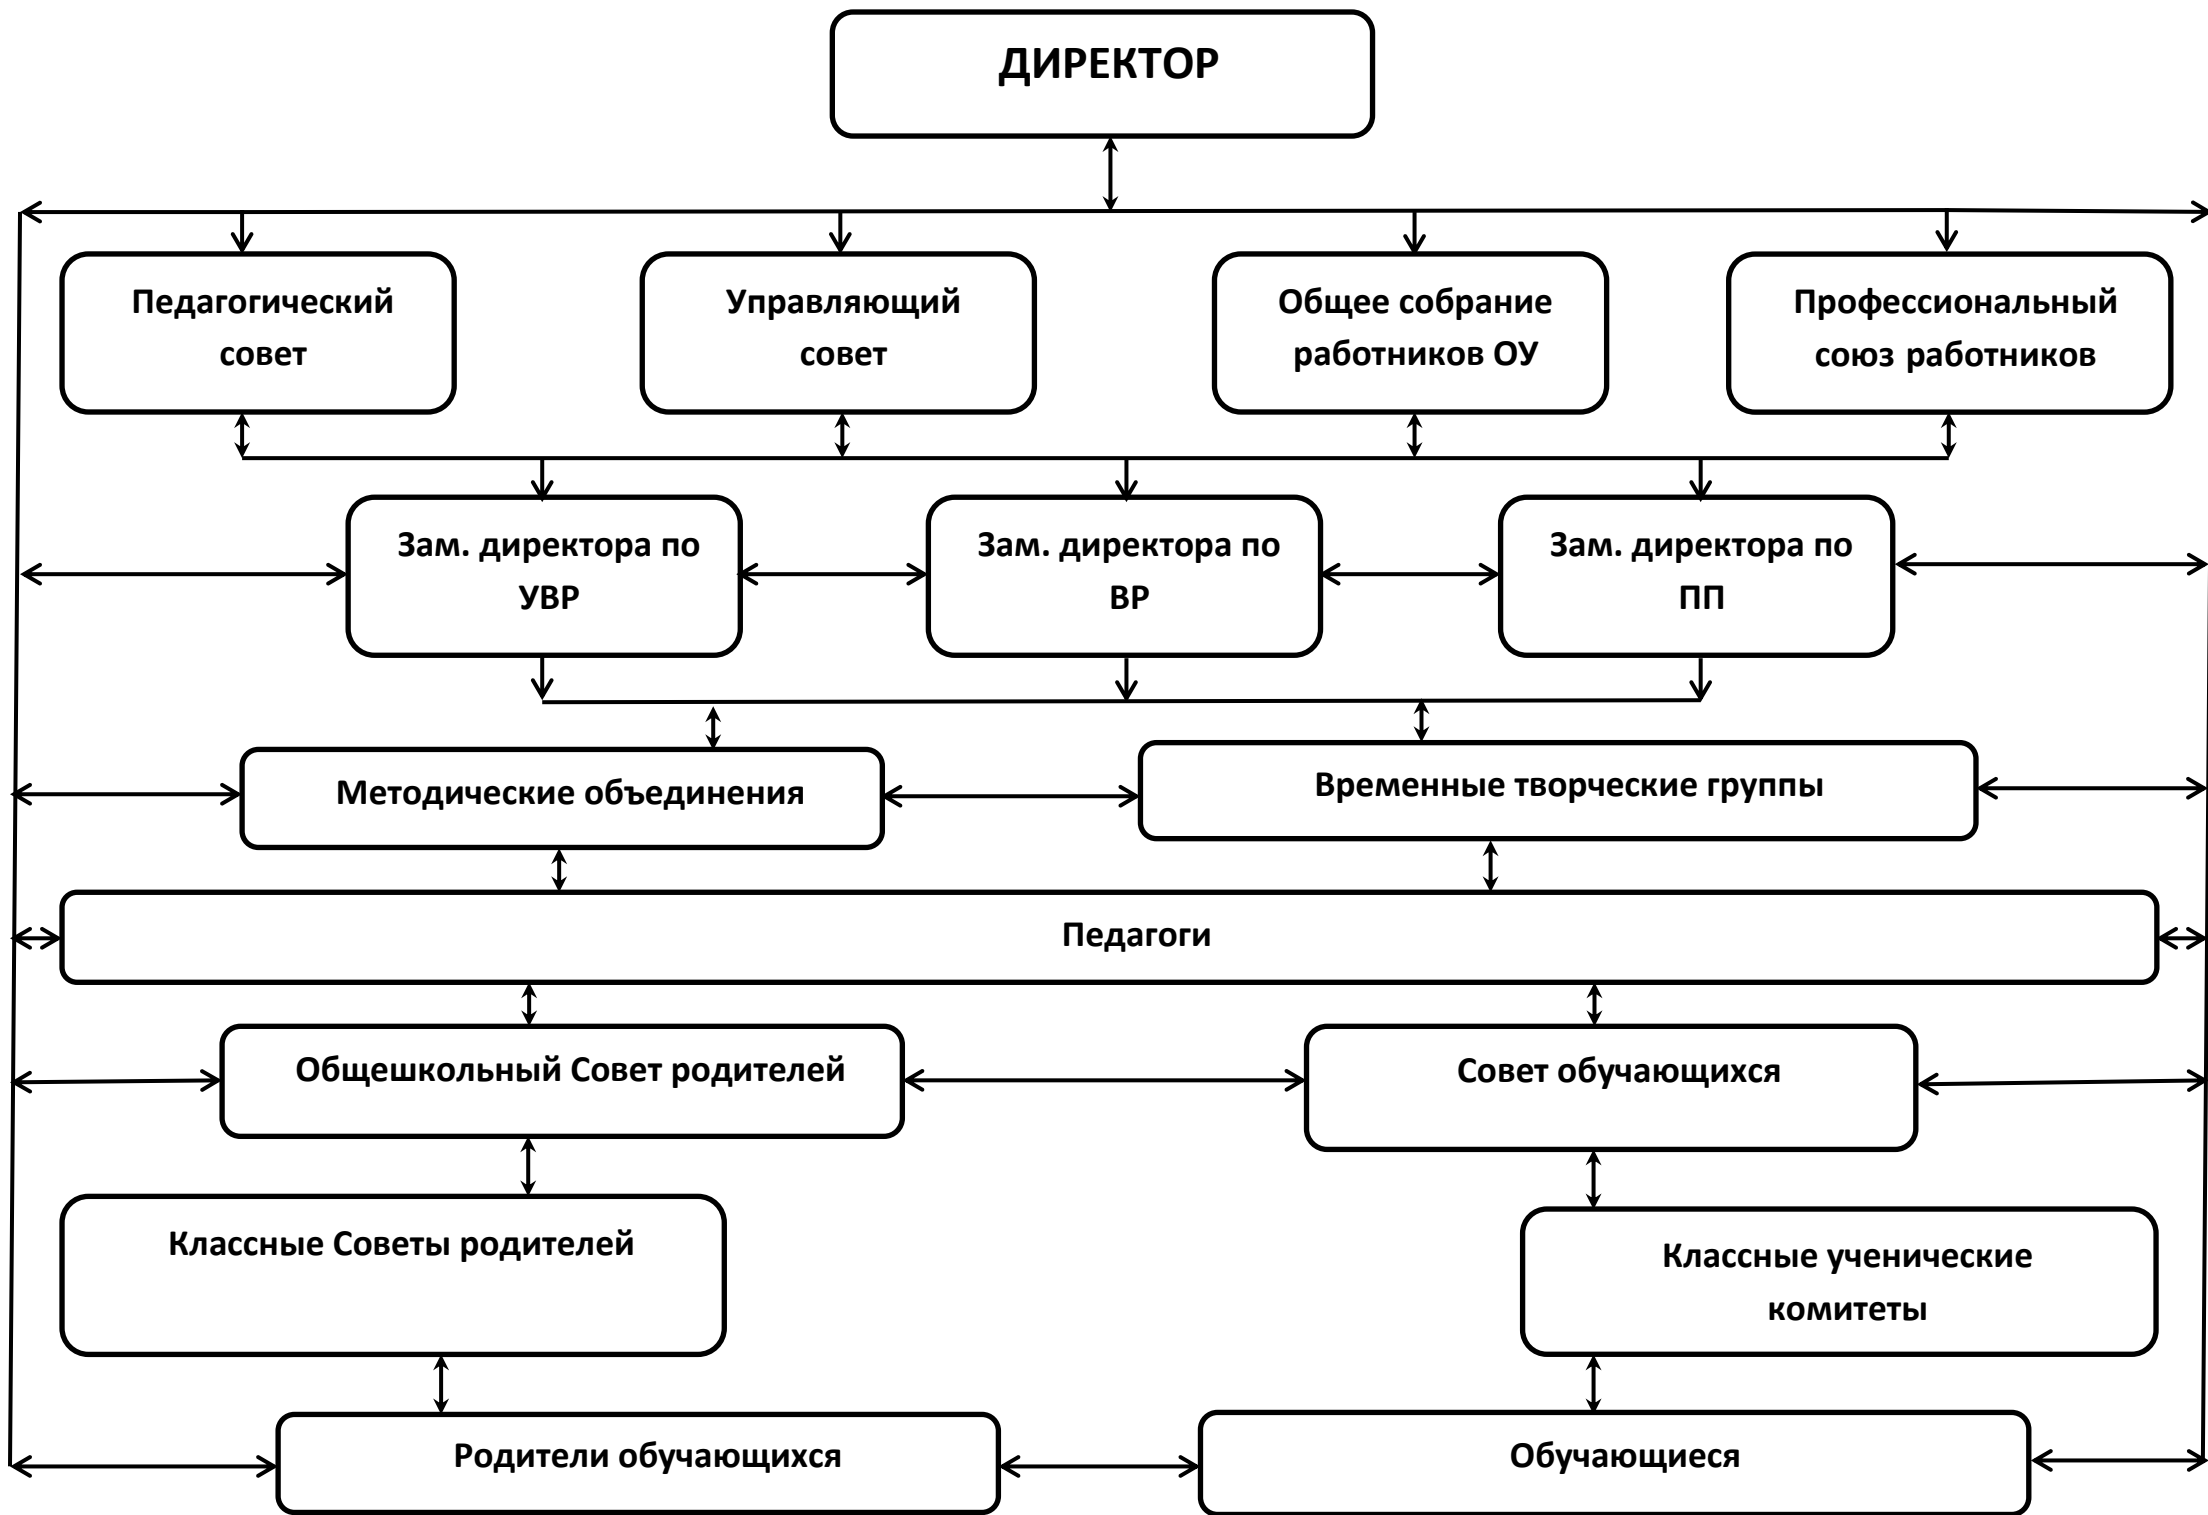 ДИРЕКТОР
Педагогический
совет
Управляющий
совет
Общее собрание
работников ОУ
Профессиональный
союз работников
Зам. директора по
УВР
Зам. директора по
ВР
Зам. директора по
ПП
Методические объединения
Временные творческие группы
Педагоги
Общешкольный Совет родителей
Совет обучающихся
Классные Советы родителей
Классные ученические
комитеты
Родители обучающихся
Обучающиеся